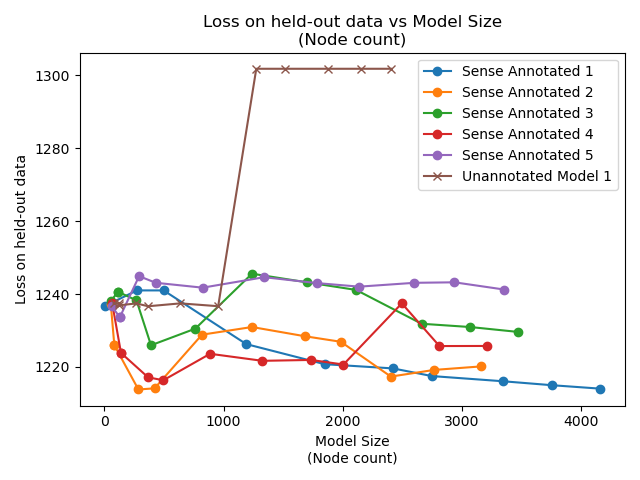 Loss on held-out data vs Model Size
(Node count)
Loss on held-out data
1300
1280
1260
1240
1220
Sense Annotated 1
Sense Annotated 2
Sense Annotated 3
Sense Annotated 4
Sense Annotated 5
Unannotated Model 1
0 1000 2000 3000 4000
Model Size
(Node count)